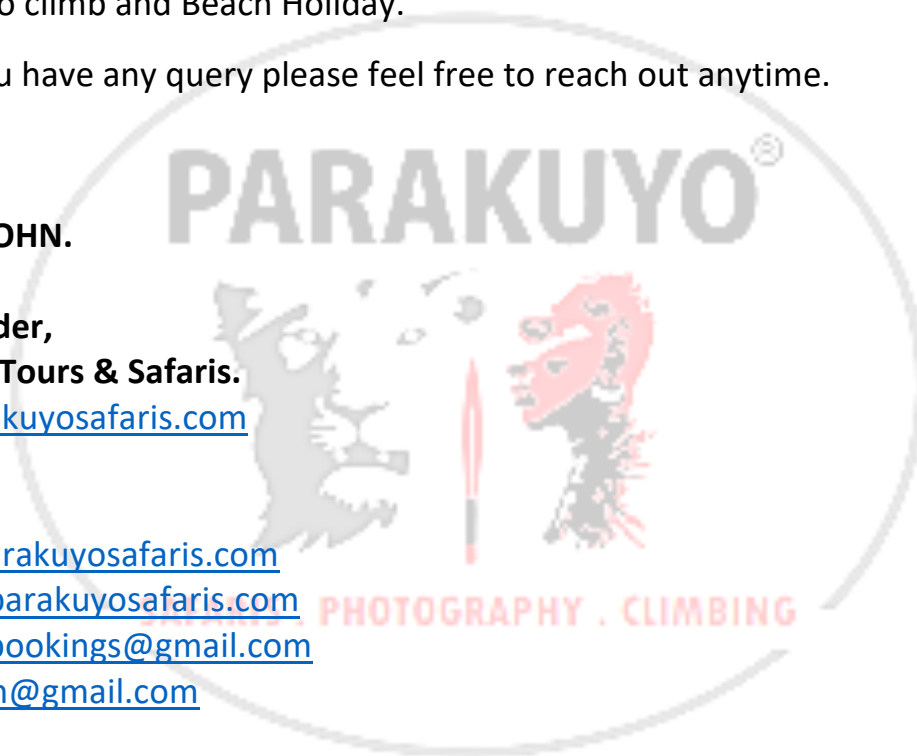 o climb and Beach Holiday.
u have any query please feel free to reach out anytime.
PARAKUYO®
OHN.
der,
Tours & Safaris.
kuyosafaris.com
rakuyosafaris.com
parakuyosafaris.com
SAFARIS . PHOTOGRAPHY . CLIMBING
bookings@gmail.com
n@gmail.com